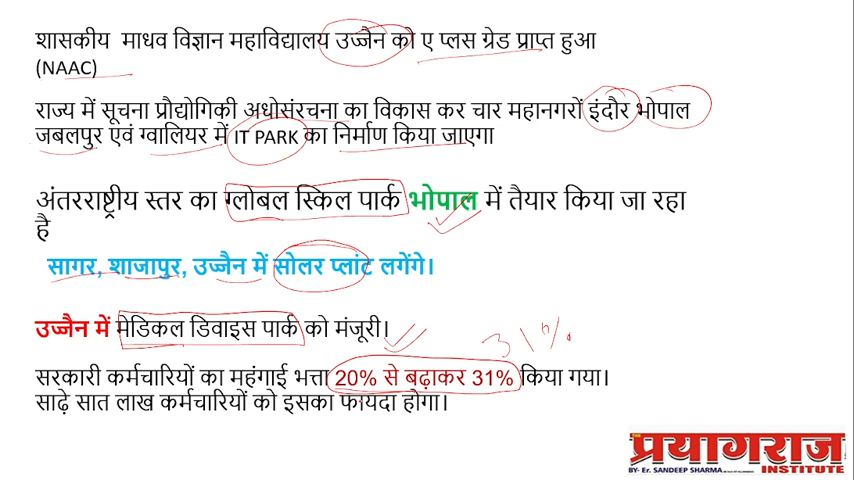 शासकीय माधव विज्ञान महाविद्यालय उज्जैन को ए प्लस ग्रेड प्राप्त हुआ
(NAAC)
राज्य में सूचना प्रौद्योगिकी अधोसंरचना का विकास कर चार महानगरों इंदौर भोपाल
जबलपुर एवं ग्वालियर में IT PARK का निर्माण किया जाएगा
अंतरराष्ट्रीय स्तर का ग्लोबल स्किल पार्क भोपाल में तैयार किया जा रहा
है
सागर, शाजापुर, उज्जैन में सोलर प्लांट लगेंगे।
उज्जैन में मेडिकल डिवाइस पार्क को मंजूरी।
31%
सरकारी कर्मचारियों का महंगाई भत्ता 20% से बढ़ाकर 31% किया गया।
साढ़े सात लाख कर्मचारियों को इसका फायदा होगा।
THE
प्रयागराज
BY- Er. SANDEEP SHARMA
INSTITUTE